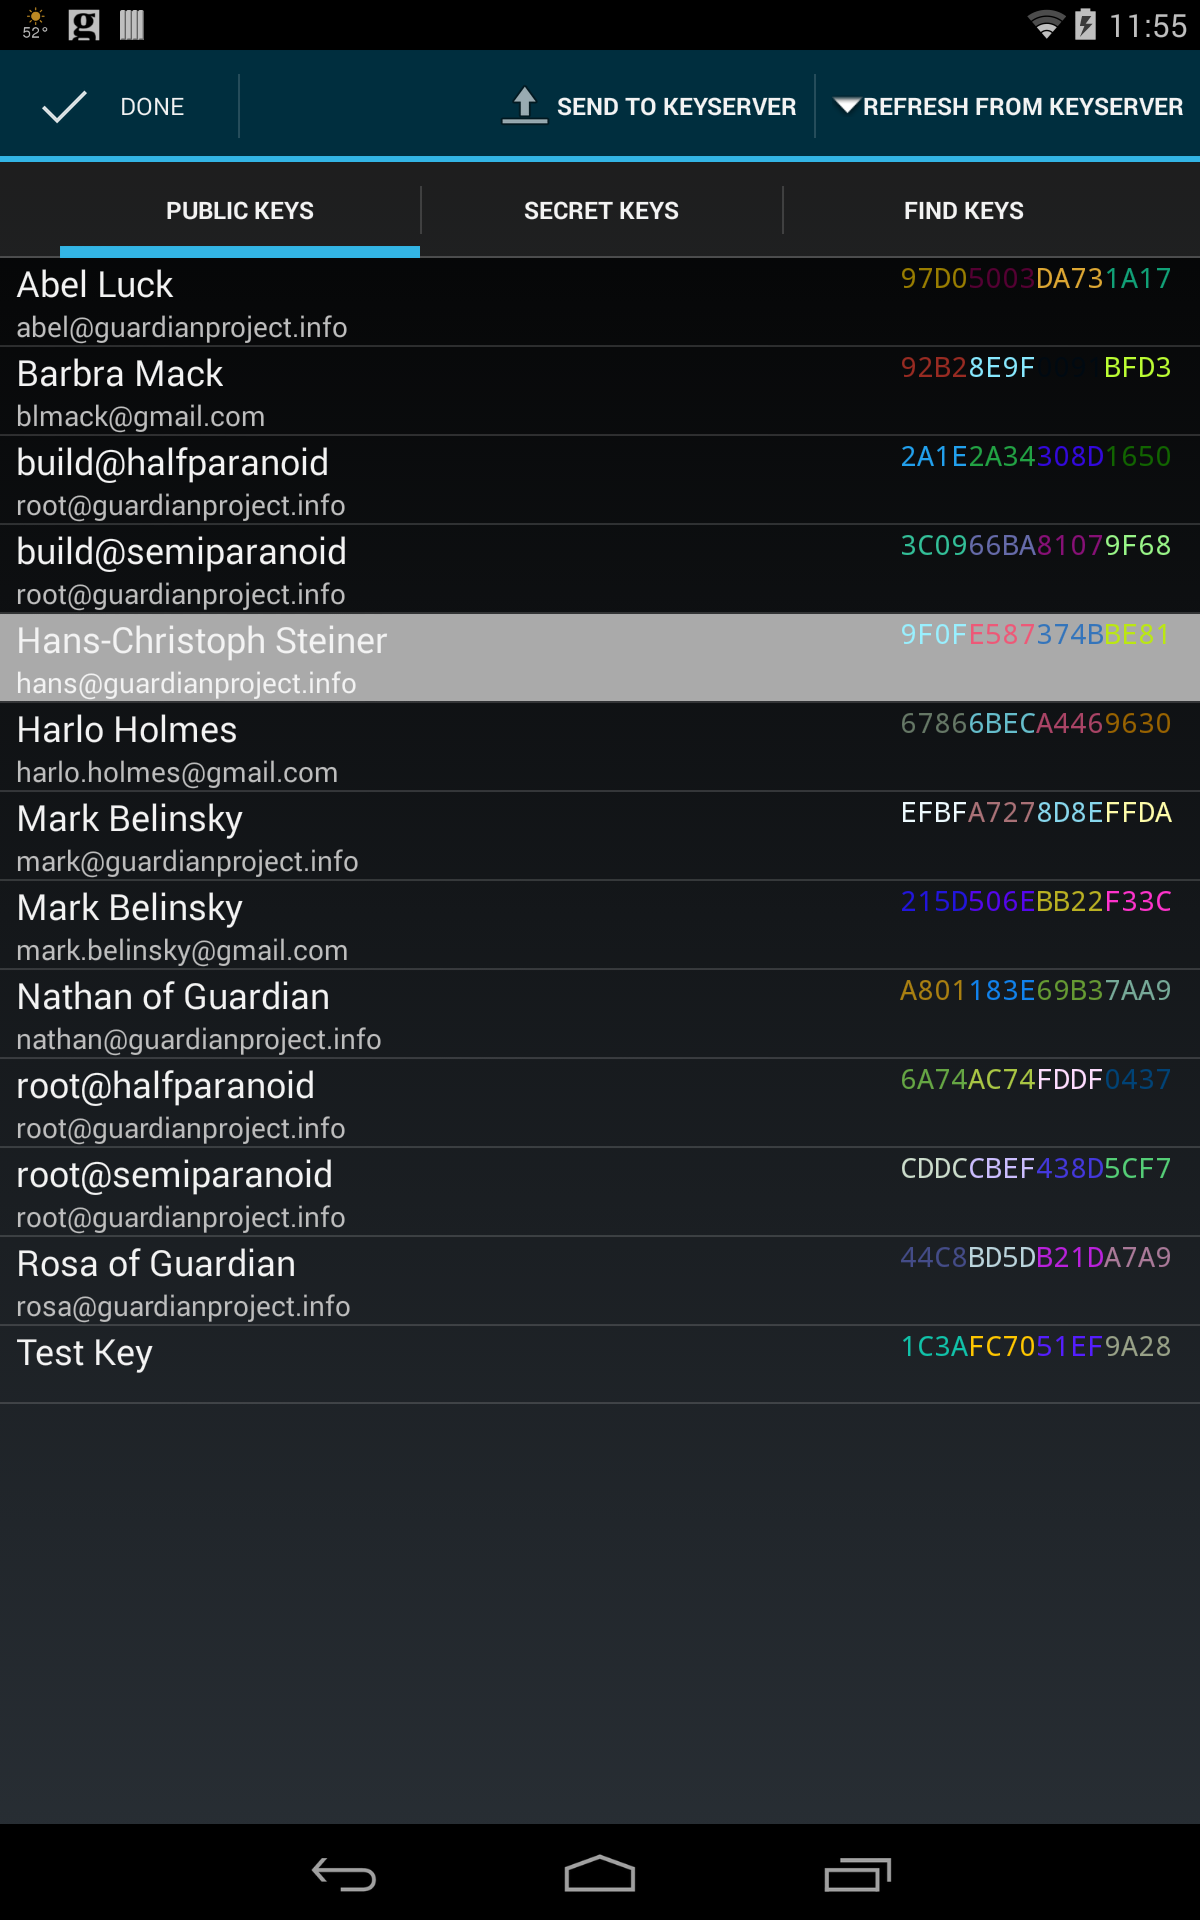 52° g 11:55
DONE SEND TO KEYSERVER REFRESH FROM KEYSERVER
PUBLIC KEYS SECRET KEYS FIND KEYS
Abel Luck 97D05003DA731A17
abel@guardianproject.info
Barbra Mack 92B28E9F0091BFD3
blmack@gmail.com
build@halfparanoid 2A1E2A34308D1650
root@guardianproject.info
build@semiparanoid 3C0966BA81079F68
root@guardianproject.info
Hans-Christoph Steiner 9F0FE587374BBE81
hans@guardianproject.info
Harlo Holmes 67866BECA4469630
harlo.holmes@gmail.com
Mark Belinsky EFBFA7278D8EFFDA
mark@guardianproject.info
Mark Belinsky 215D506EBB22F33C
mark.belinsky@gmail.com
Nathan of Guardian A801183E69B37AA9
nathan@guardianproject.info
root@halfparanoid 6A74AC74FDDF0437
root@guardianproject.info
root@semiparanoid CDDCCBEF438D5CF7
root@guardianproject.info
Rosa of Guardian 44C8BD5DB21DA7A9
rosa@guardianproject.info
Test Key 1C3AFC7051EF9A28